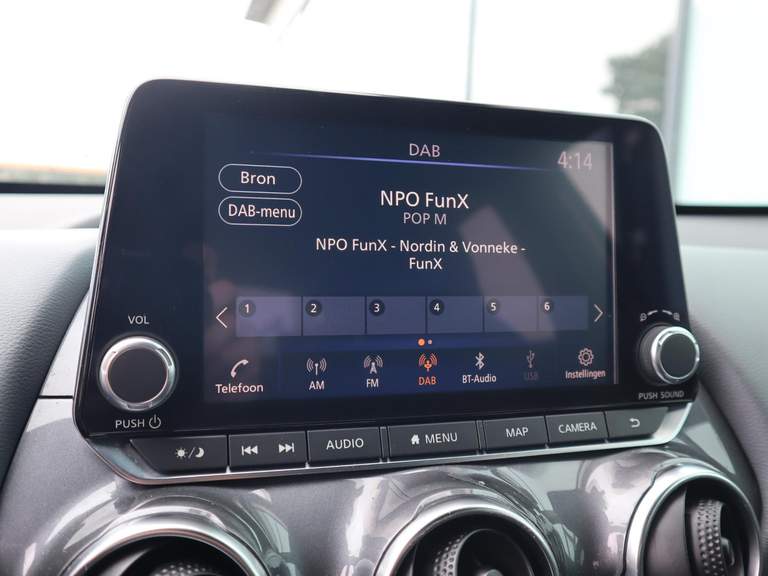 DAB
4:14
Bron
DAB-menu
NPO FunX
POP M
NPO FunX - Nordin & Vonneke -
FunX
1 2 3 4 5 6
Telefoon
AM
FM
DAB
BT-Audio
USB
Instellingen
VOL
PUSH
PUSH SOUND
AUDIO
MENU
MAP
CAMERA